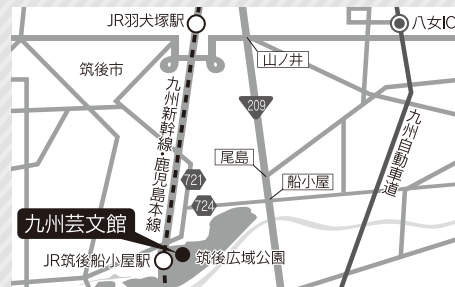 JR羽犬塚駅
八女IC
山ノ井
筑後市
209
九州新幹線・鹿児島本線
九州自動車道
尾島
721
船小屋
724
九州芸文館
JR筑後船小屋駅
筑後広域公園